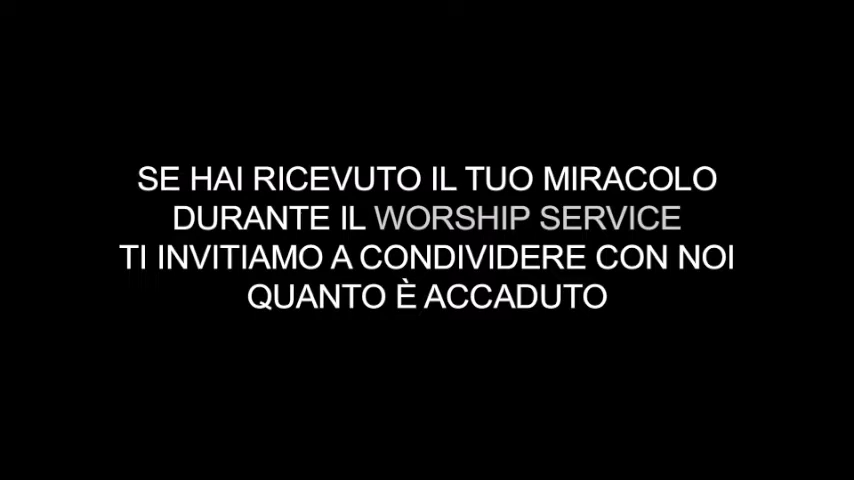 SE HAI RICEVUTO IL TUO MIRACOLO
DURANTE IL WORSHIP SERVICE
TI INVITIAMO A CONDIVIDERE CON NOI
QUANTO È ACCADUTO